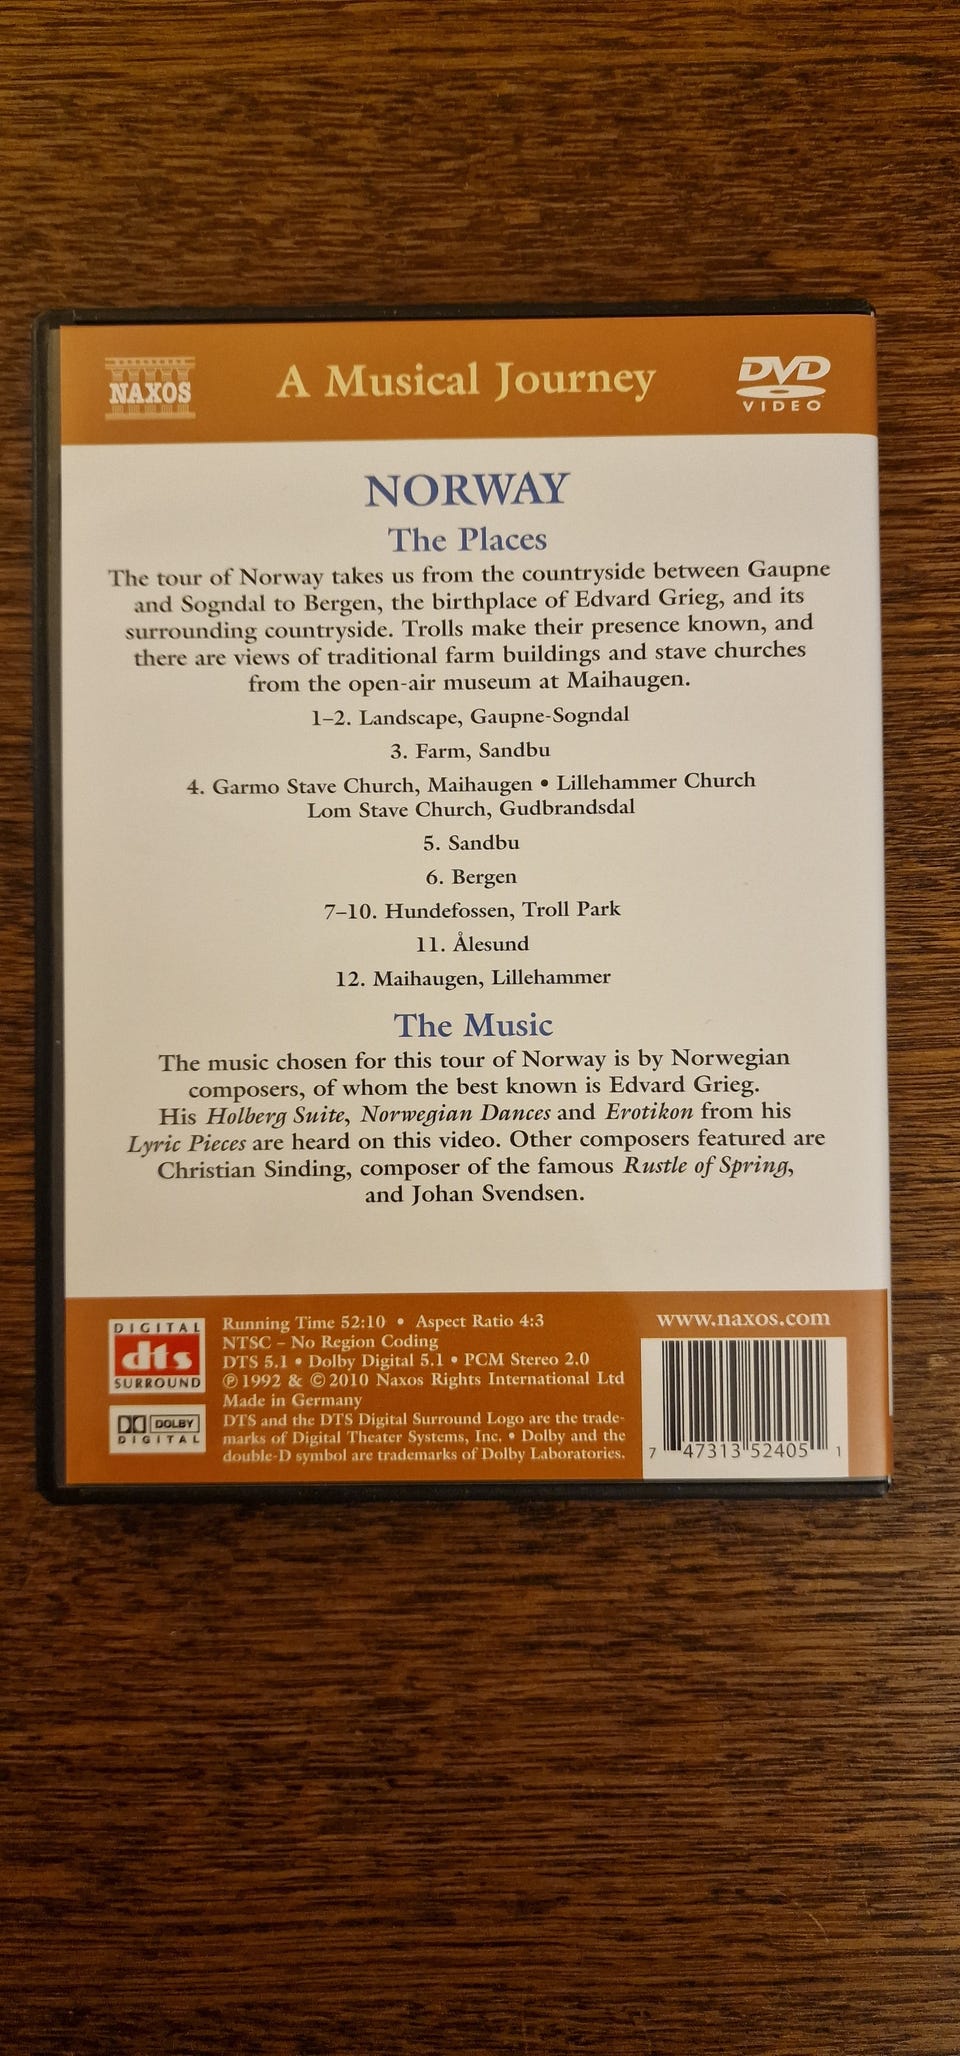 NAXOS
A Musical Journey
DVD
VIDEO
NORWAY
The Places
The tour of Norway takes us from the countryside between Gaupne
and Sogndal to Bergen, the birthplace of Edvard Grieg, and its
surrounding countryside. Trolls make their presence known, and
there are views of traditional farm buildings and stave churches
from the open-air museum at Maihaugen.
1–2. Landscape, Gaupne-Sogndal
3. Farm, Sandbu
4. Garmo Stave Church, Maihaugen • Lillehammer Church
Lom Stave Church, Gudbrandsdal
5. Sandbu
6. Bergen
7–10. Hundefossen, Troll Park
11. Ålesund
12. Maihaugen, Lillehammer
The Music
The music chosen for this tour of Norway is by Norwegian
composers, of whom the best known is Edvard Grieg.
His Holberg Suite, Norwegian Dances and Erotikon from his
Lyric Pieces are heard on this video. Other composers featured are
Christian Sinding, composer of the famous Rustle of Spring,
and Johan Svendsen.
DIGITAL
dts
SURROUND
DOLBY
DIGITAL
Running Time 52:10 • Aspect Ratio 4:3
NTSC – No Region Coding
DTS 5.1 • Dolby Digital 5.1 • PCM Stereo 2.0
℗ 1992 & © 2010 Naxos Rights International Ltd
Made in Germany
DTS and the DTS Digital Surround Logo are the trade-
marks of Digital Theater Systems, Inc. • Dolby and the
double-D symbol are trademarks of Dolby Laboratories.
www.naxos.com
7 47313 52405 1